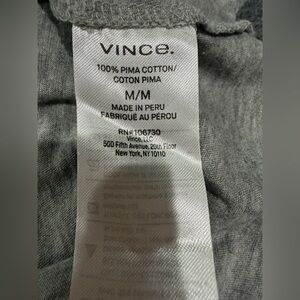 VINCE.
100% PIMA COTTON/
COTON PIMA
M/M
MADE IN PERU
FABRIQUÉ AU PÉROU
RN#106730
Vince, LLC
500 Fifth Avenue, 20th Floor
New York, NY 10110